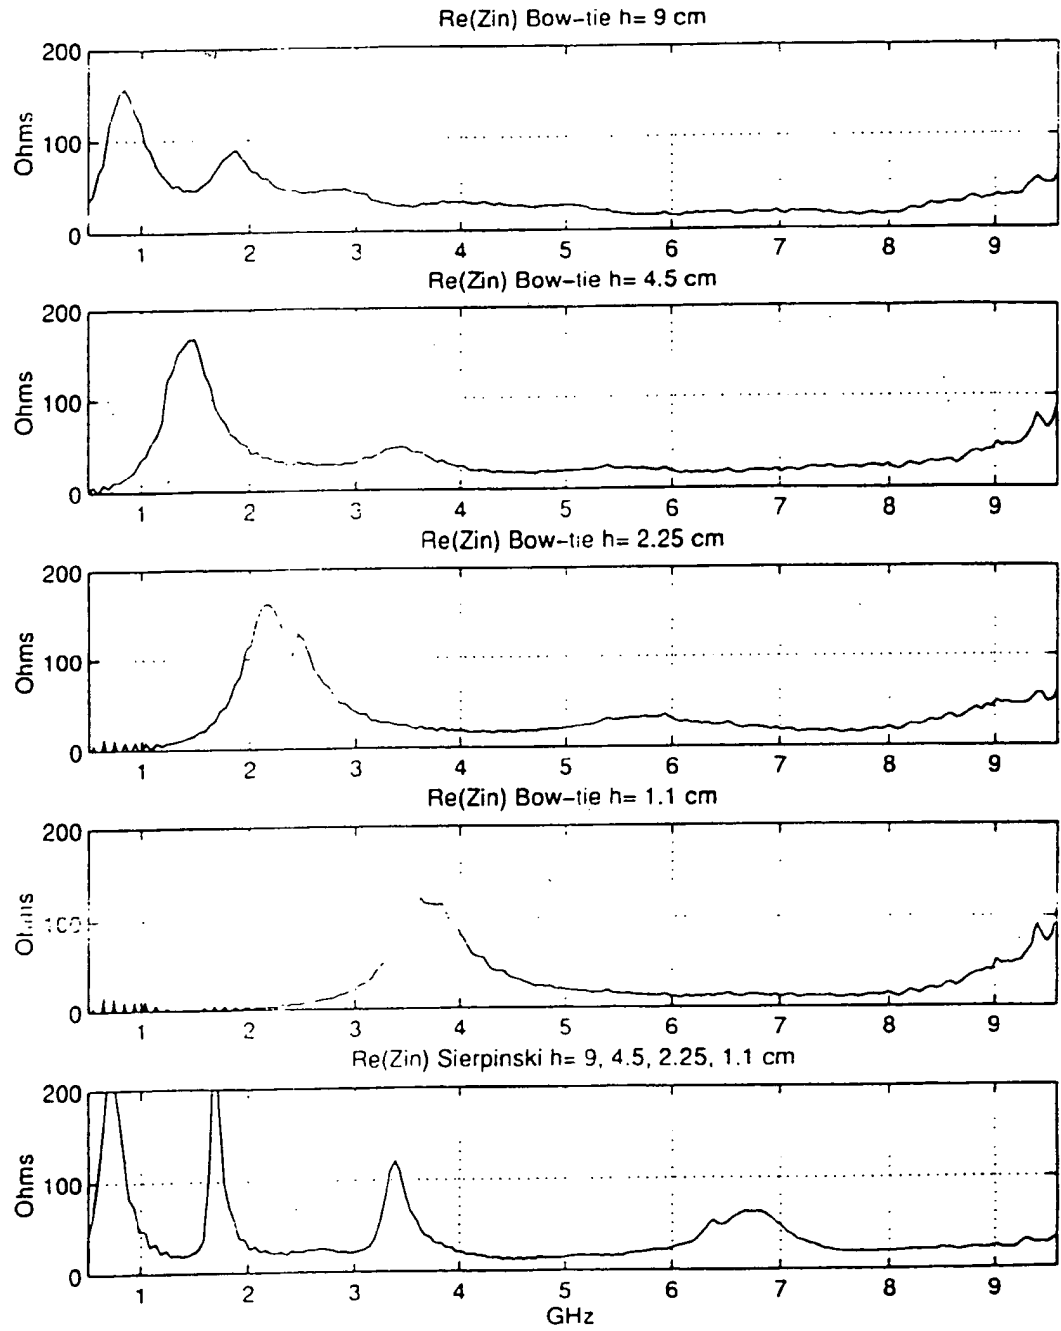 Re(Zin) Bow-tie h= 9 cm
200
100
0
Ohms
1 2 3 4 5 6 7 8 9
Re(Zin) Bow-tie h= 4.5 cm
200
100
0
Ohms
1 2 3 4 5 6 7 8 9
Re(Zin) Bow-tie h= 2.25 cm
200
100
0
Ohms
1 2 3 4 5 6 7 8 9
Re(Zin) Bow-tie h= 1.1 cm
200
100
0
Ohms
1 2 3 4 5 6 7 8 9
Re(Zin) Sierpinski h= 9, 4.5, 2.25, 1.1 cm
200
100
0
Ohms
1 2 3 4 5 6 7 8 9
GHz